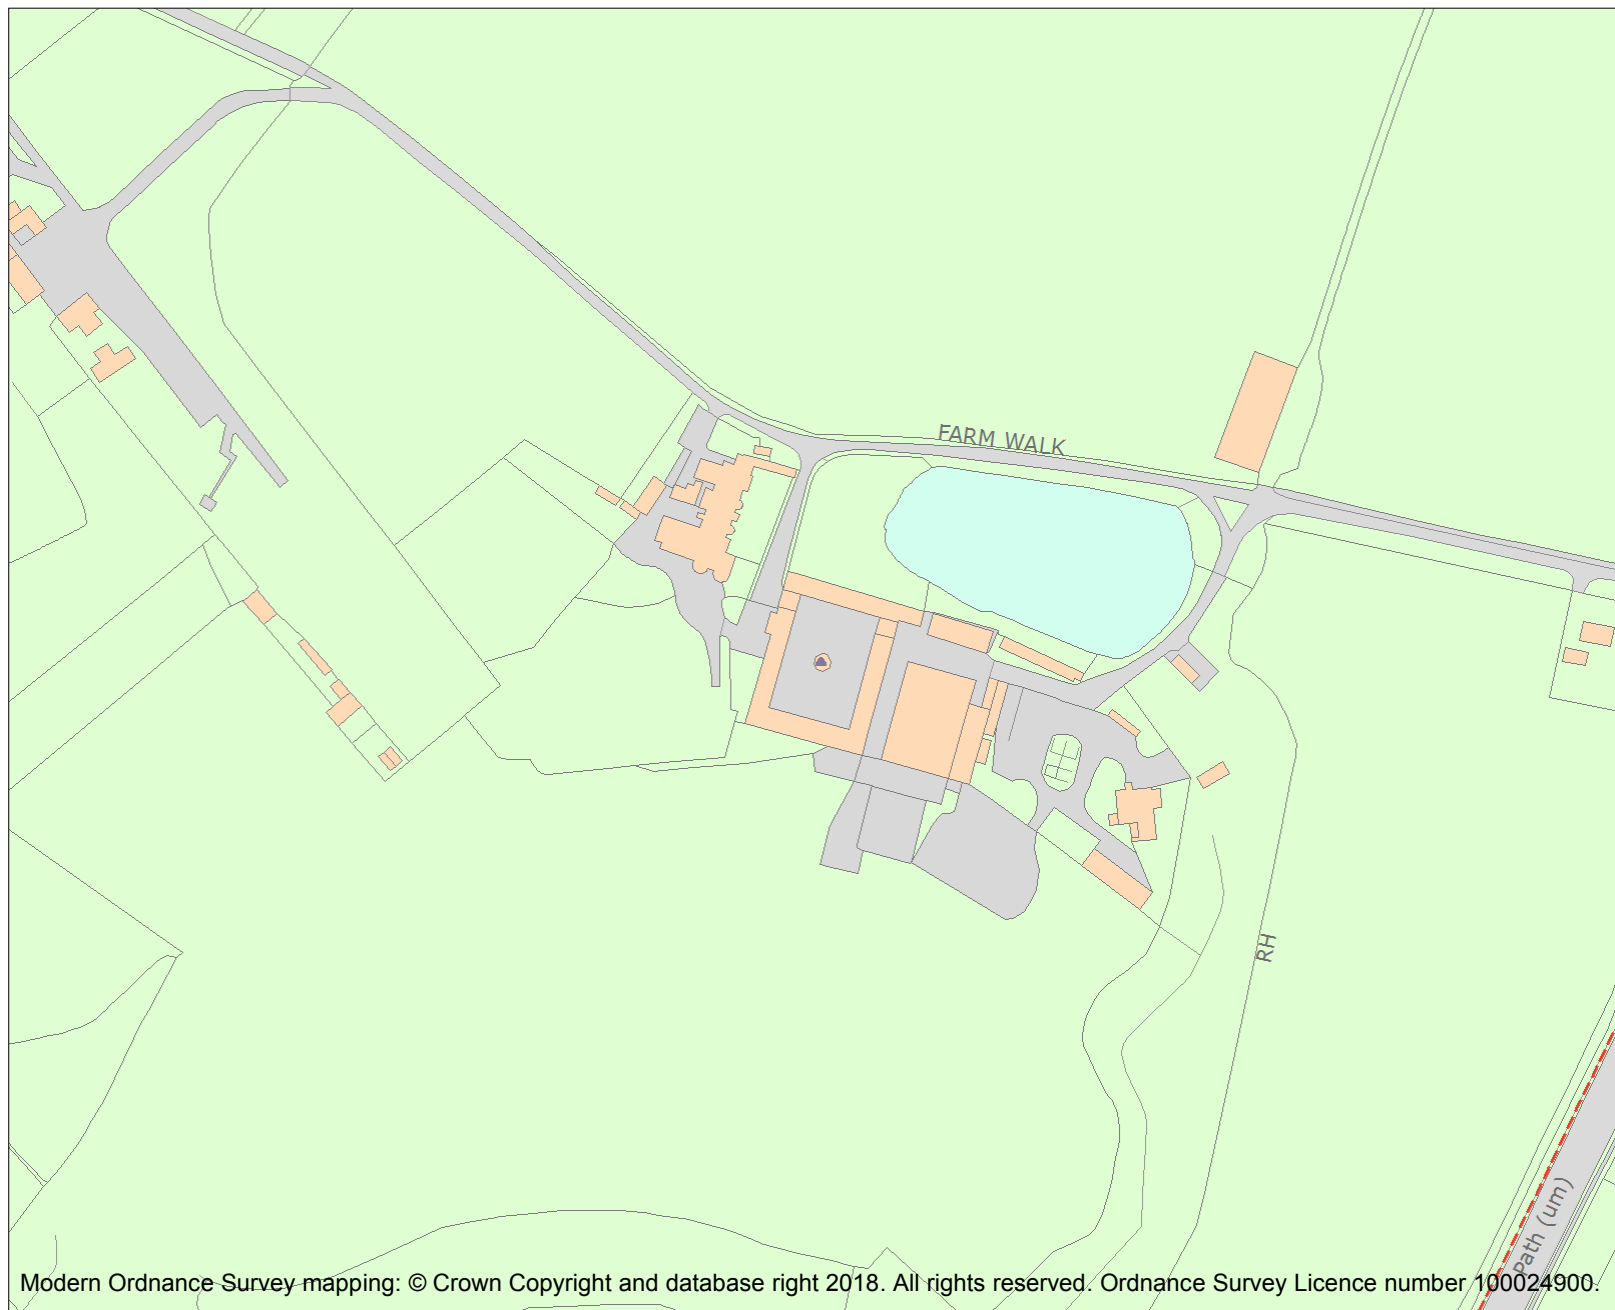 FARM WALK
RH
Path (um)
Modern Ordnance Survey mapping: © Crown Copyright and database right 2018. All rights reserved. Ordnance Survey Licence number 100024900.